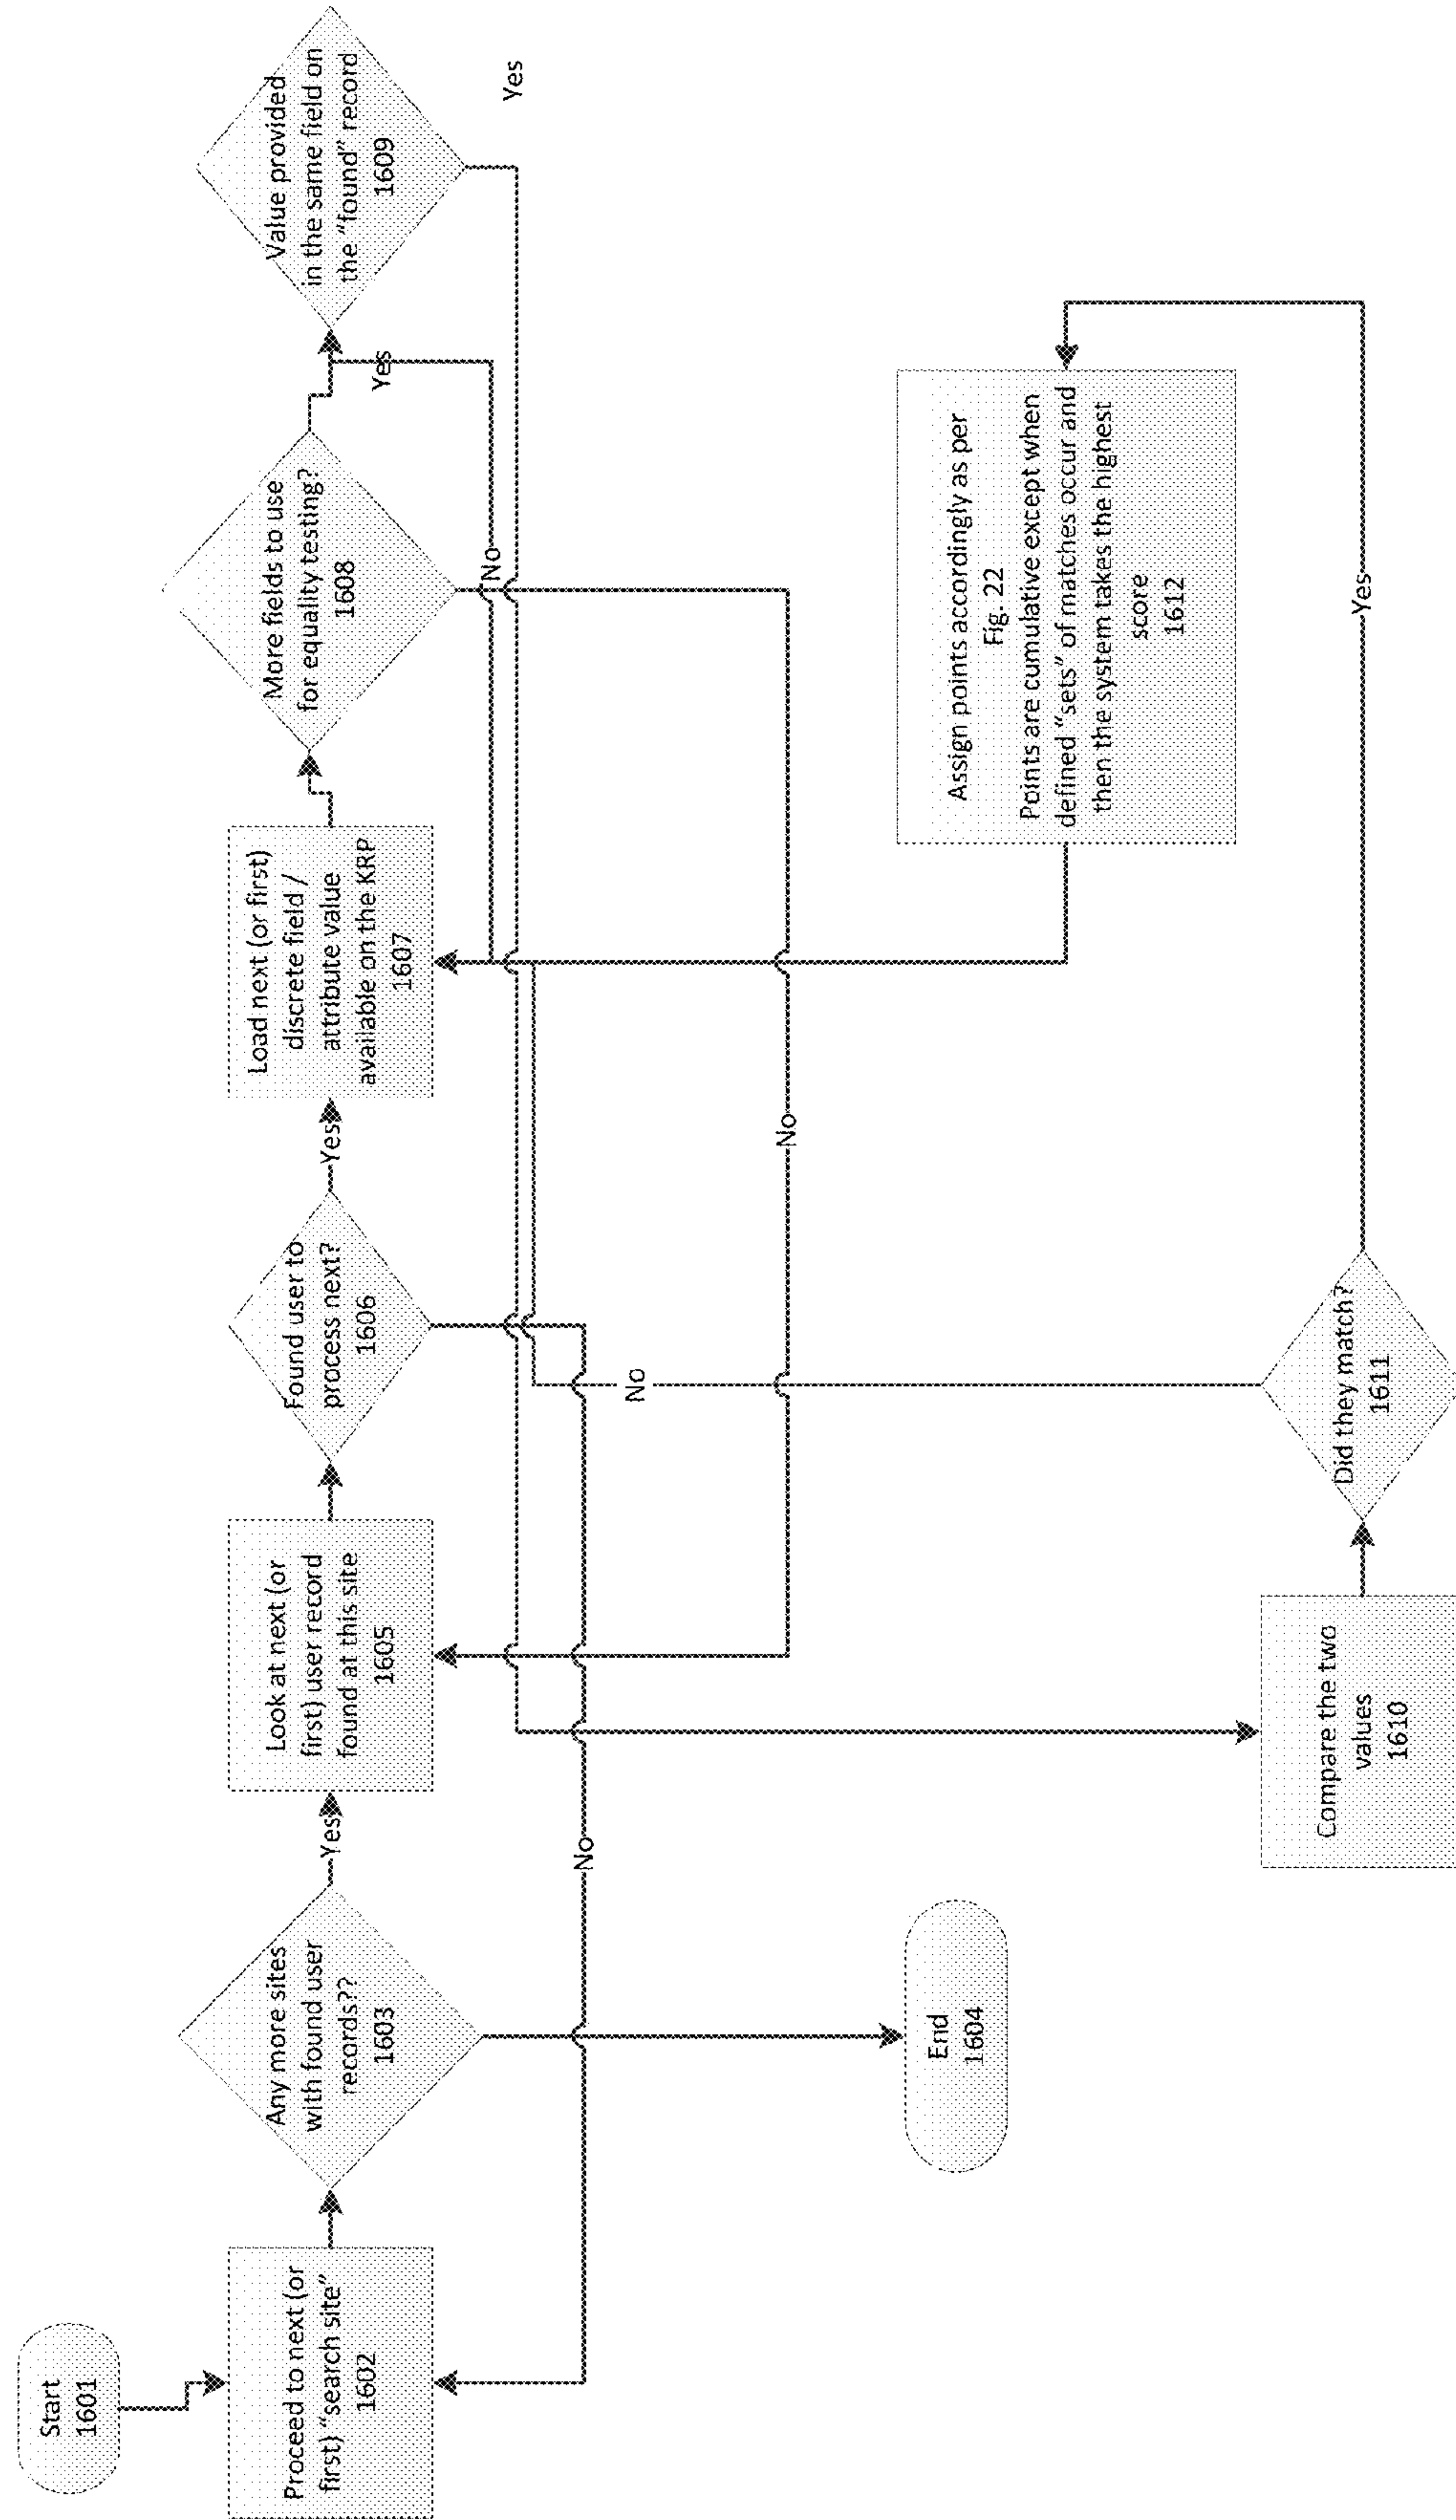 Start
1601
Proceed to next (or
first) “search site”
1602
Any more sites
with found user
records??
1603
Yes
End
1604
Look at next (or
first) user record
found at this site
1605
Found user to
process next?
1606
Yes
No
Load next (or first)
discrete field /
attribute value
available on the KRP
1607
More fields to use
for equality testing?
1608
Yes
No
Value provided
in the same field on
the “found” record
1609
Yes
No
Compare the two
values
1610
Did they match?
1611
No
Yes
Assign points accordingly as per
Fig. 22
Points are cumulative except when
defined “sets” of matches occur and
then the system takes the highest
score
1612